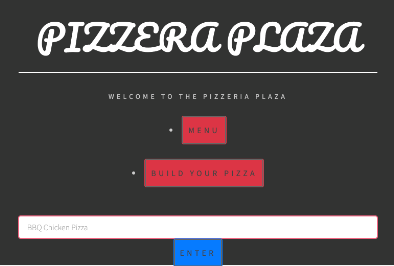 PIZZERA PLAZA
WELCOME TO THE PIZZERIA PLAZA
MENU
BUILD YOUR PIZZA
BBQ Chicken Pizza
ENTER